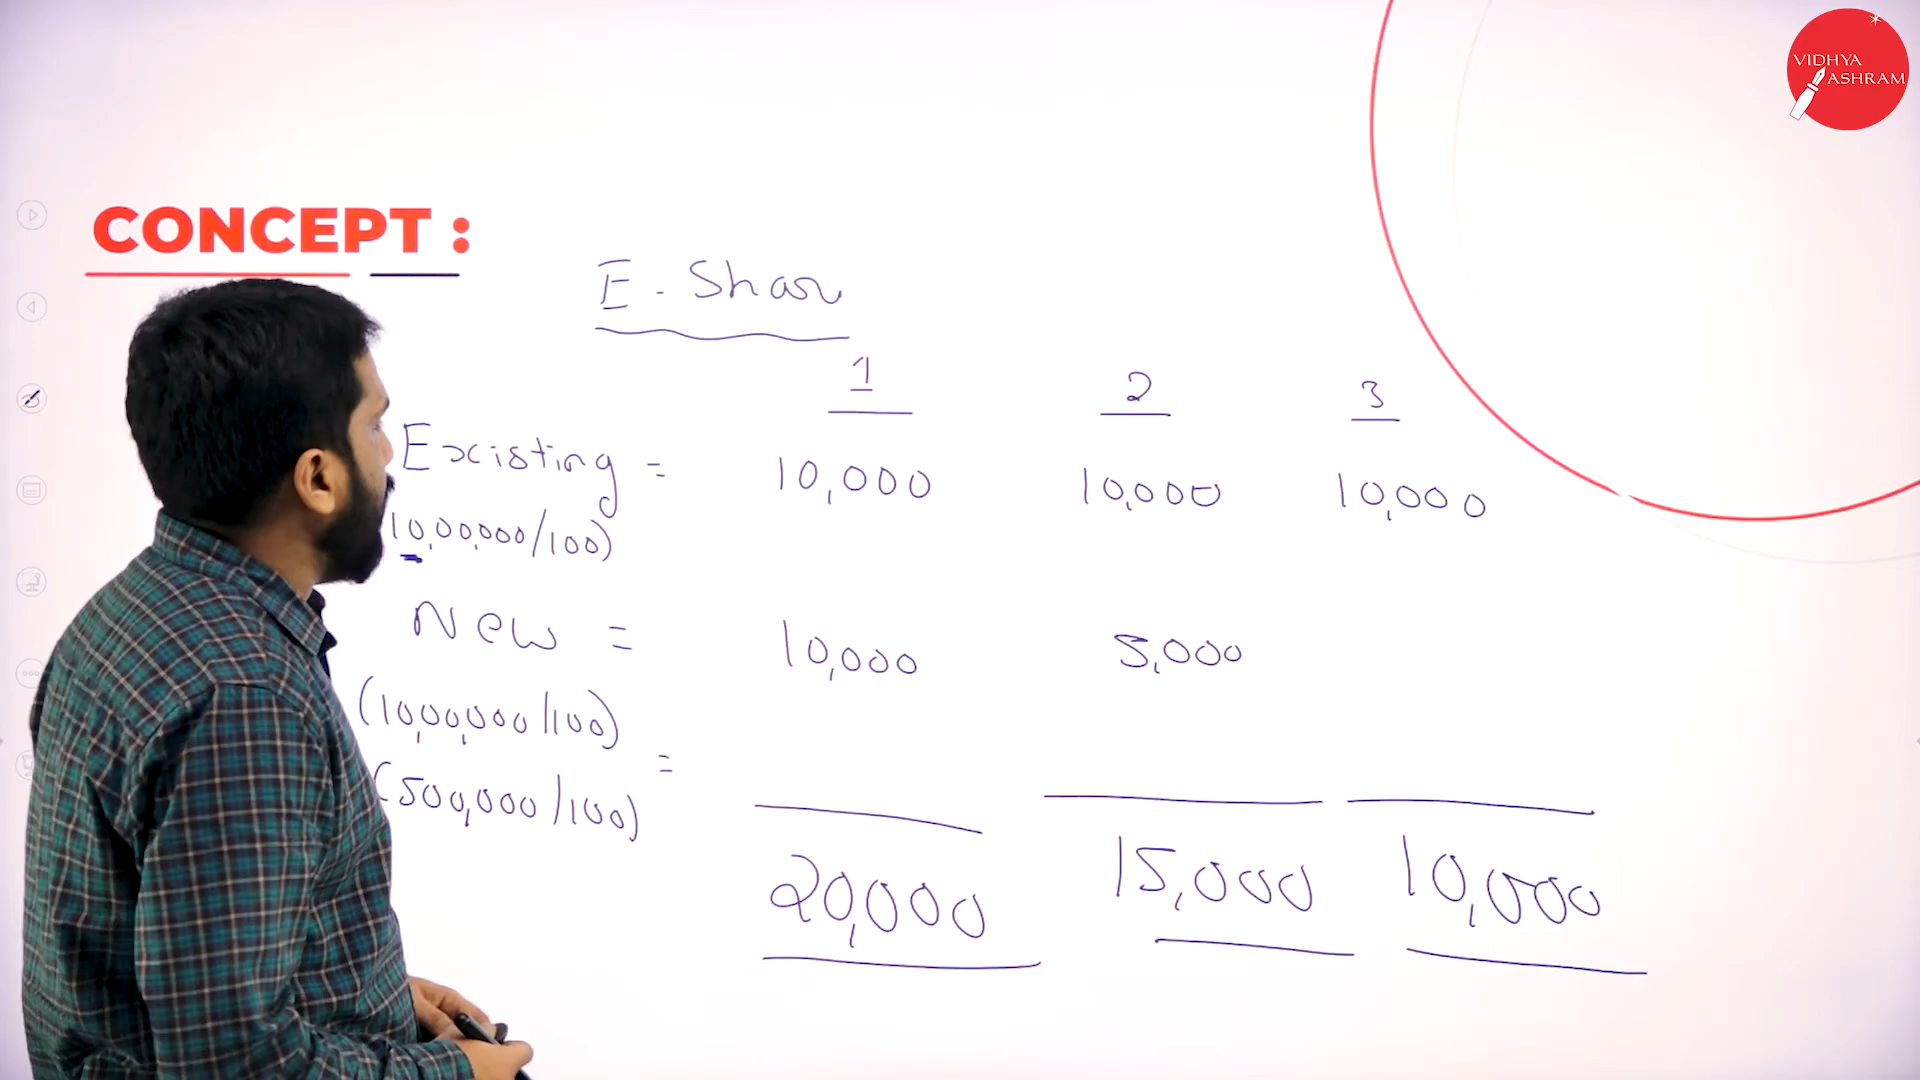 VIDHYA
ASHRAM
CONCEPT :
E - Share
1 2 3
Existing = 10,000 10,000 10,000
10,00,000/100)
New = 10,000 5,000
(10,00,000/100)
(500,000/100) =
20,000 15,000 10,000